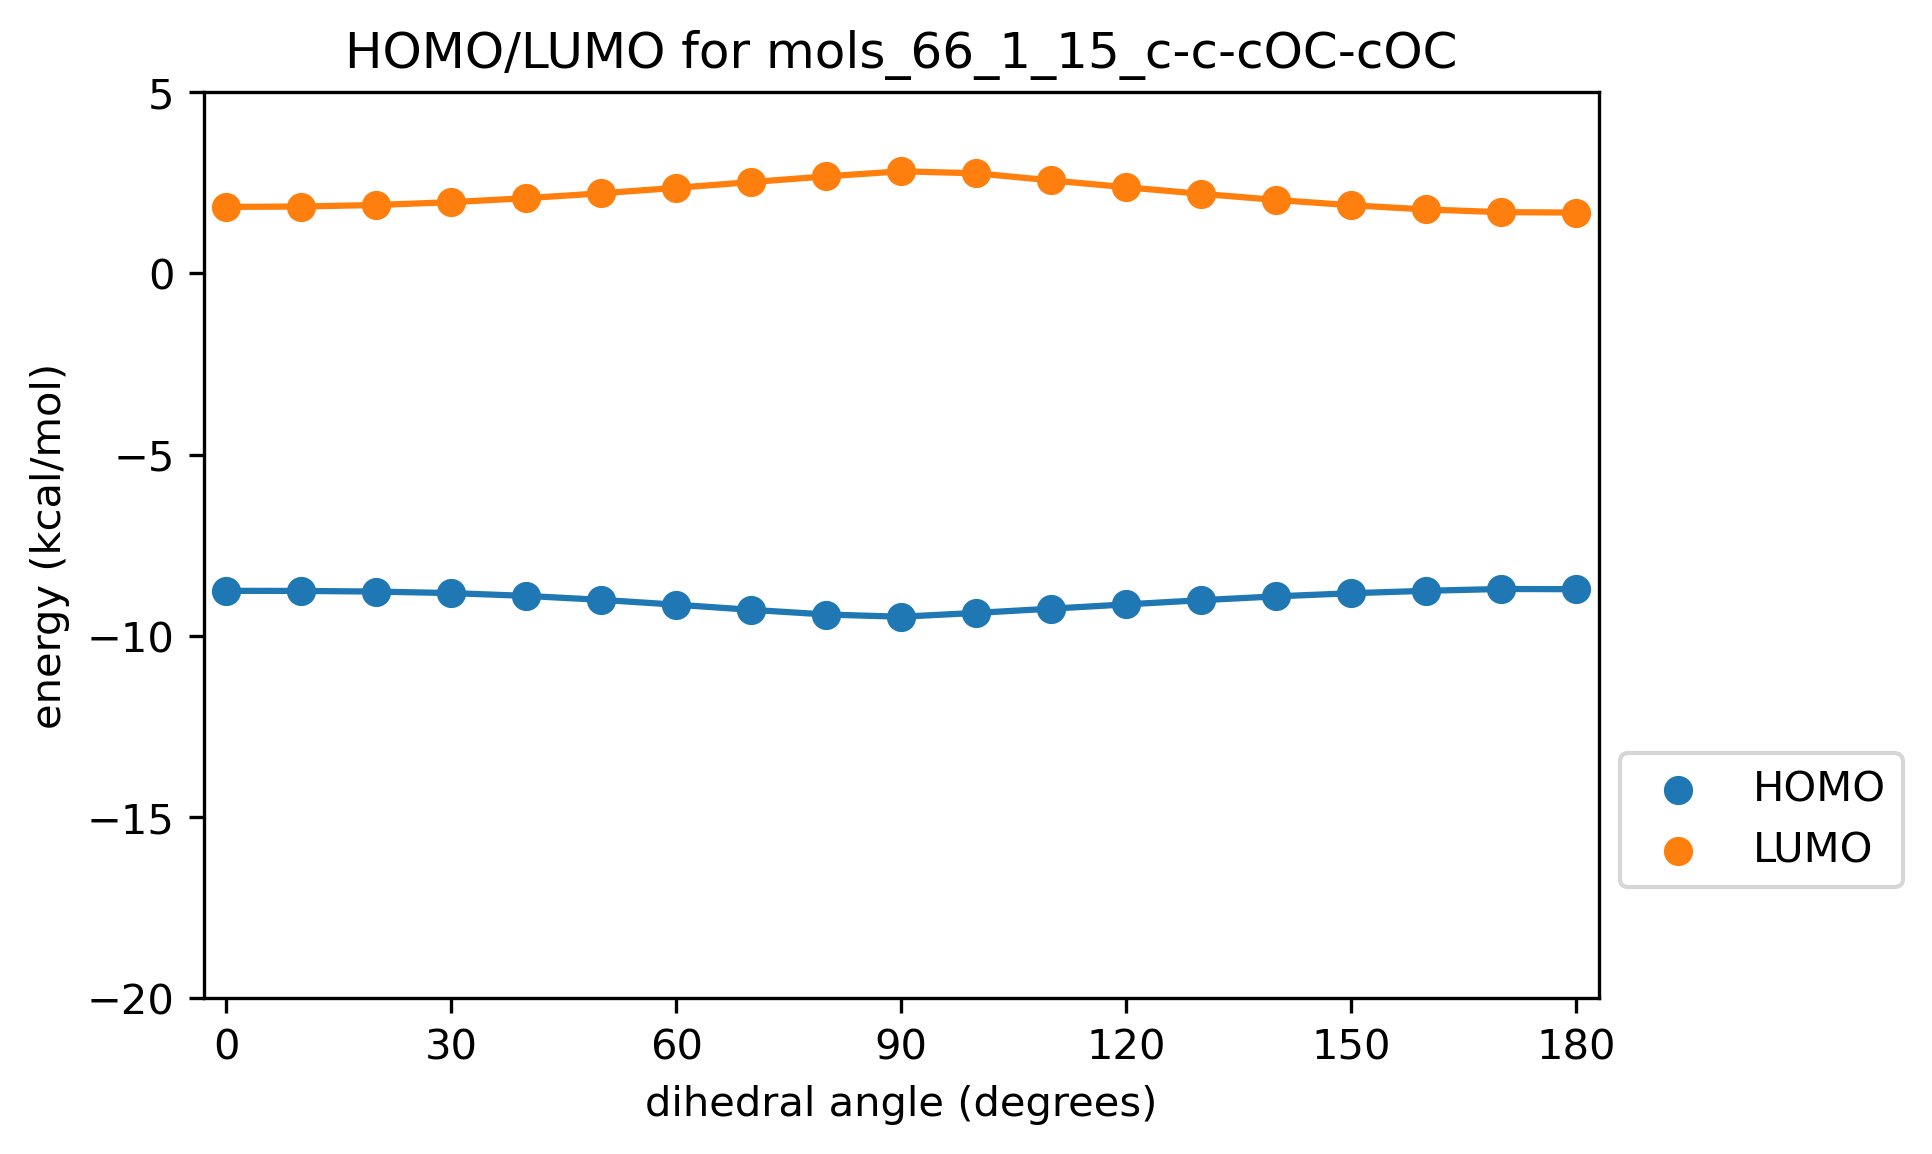 HOMO/LUMO for mols_66_1_15_c-c-cOC-cOC
5
0
−5
−10
−15
−20
energy (kcal/mol)
0 30 60 90 120 150 180
dihedral angle (degrees)
HOMO
LUMO